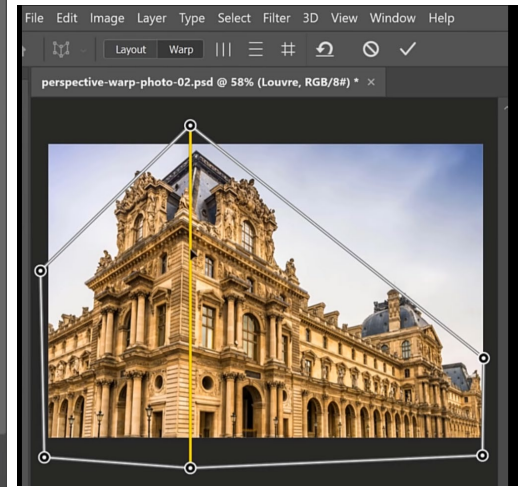 File Edit Image Layer Type Select Filter 3D View Window Help
Layout Warp
perspective-warp-photo-02.psd @ 58% (Louvre, RGB/8#) * ×